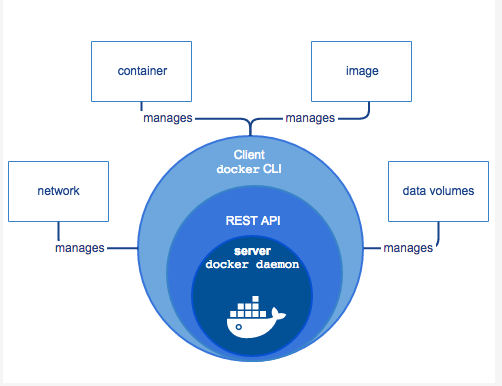 container
image
manages
manages
Client
docker CLI
network
data volumes
REST API
manages
manages
server
docker daemon